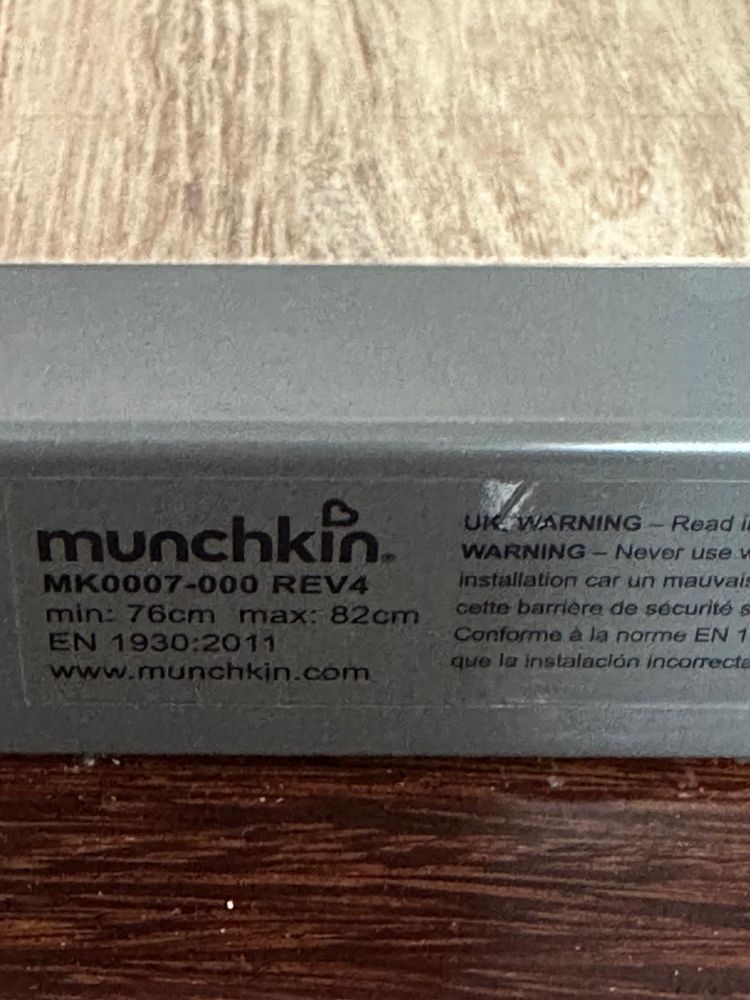 munchkin®
MK0007-000 REV4
min: 76cm max: 82cm
EN 1930:2011
www.munchkin.com
UK WARNING – Read
WARNING – Never use
installation car un mauvais
cette barrière de sécurité
Conforme à la norme EN
que la instalación incorrecta